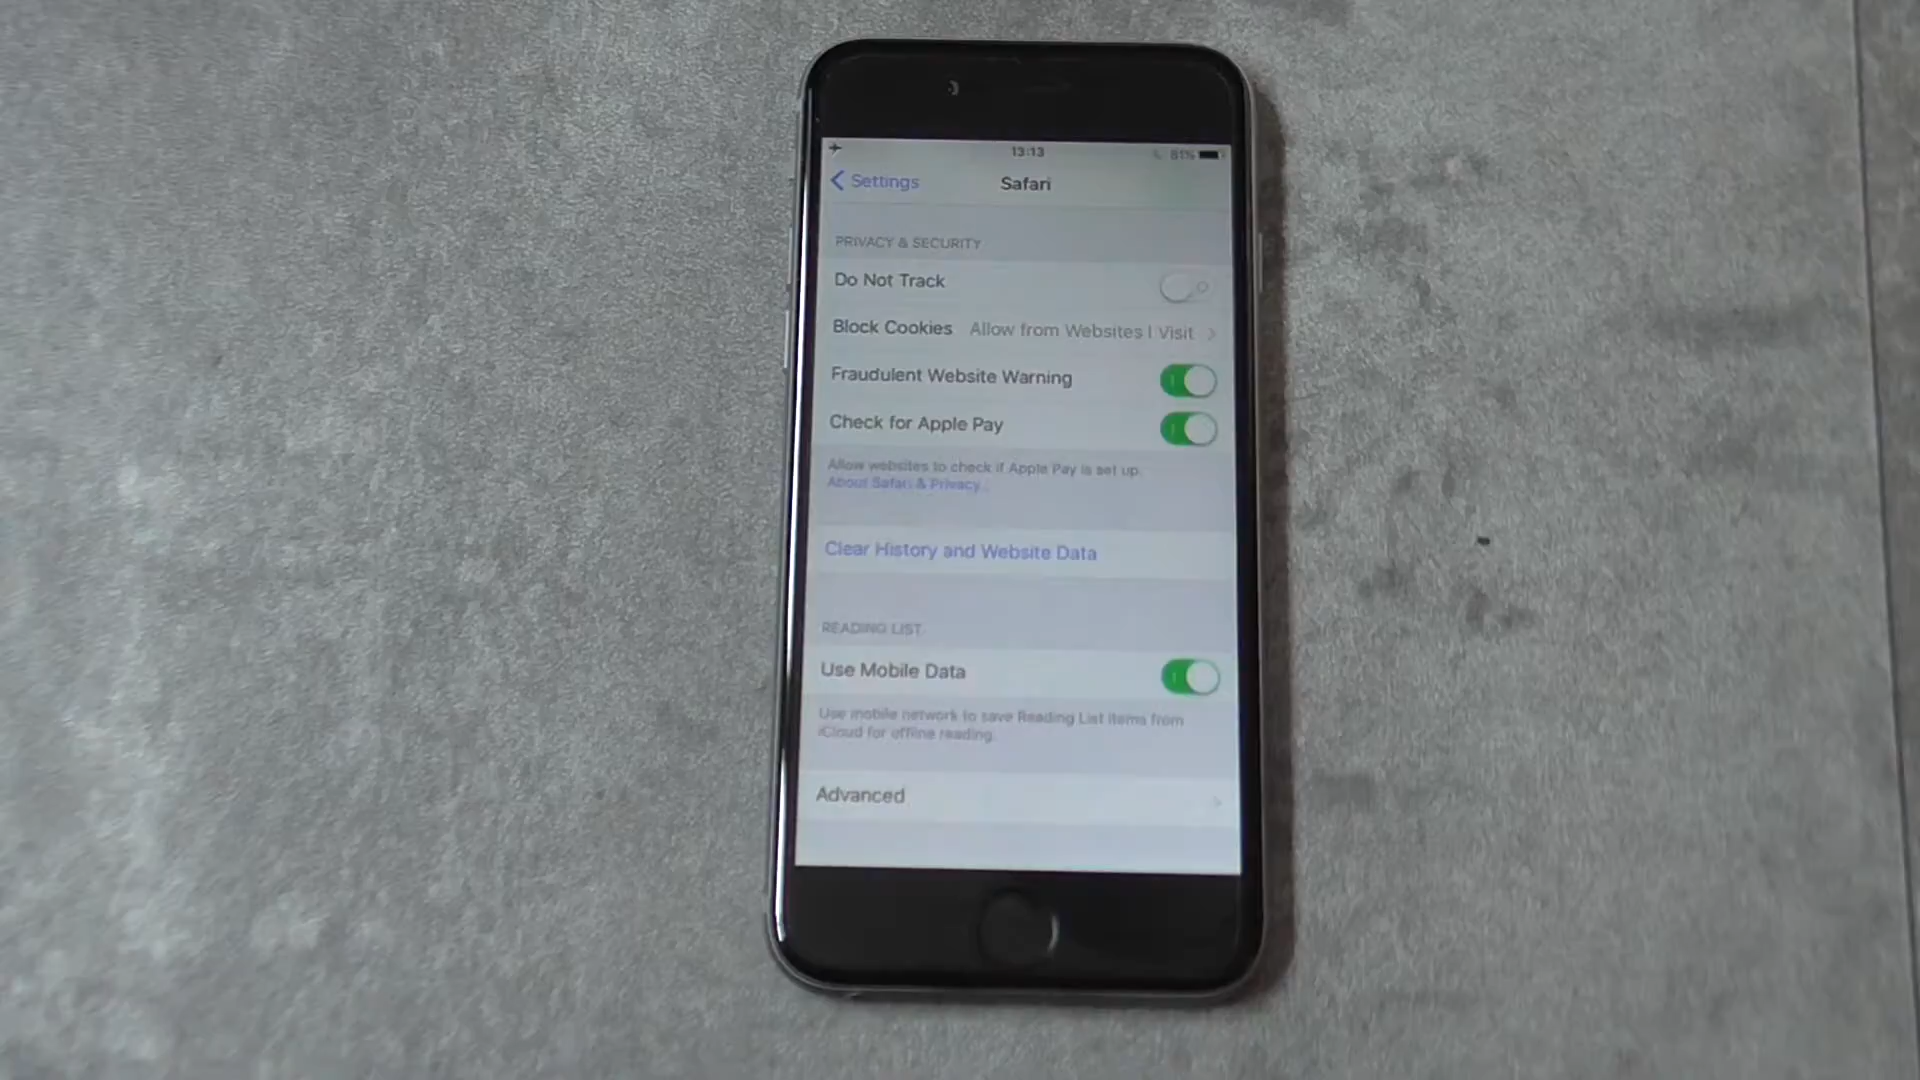 13:13
81%
Settings
Safari
PRIVACY & SECURITY
Do Not Track
Block Cookies Allow from Websites I Visit
Fraudulent Website Warning
Check for Apple Pay
Allow websites to check if Apple Pay is set up.
About Safari & Privacy...
Clear History and Website Data
READING LIST
Use Mobile Data
Use mobile network to save Reading List items from
iCloud for offline reading.
Advanced